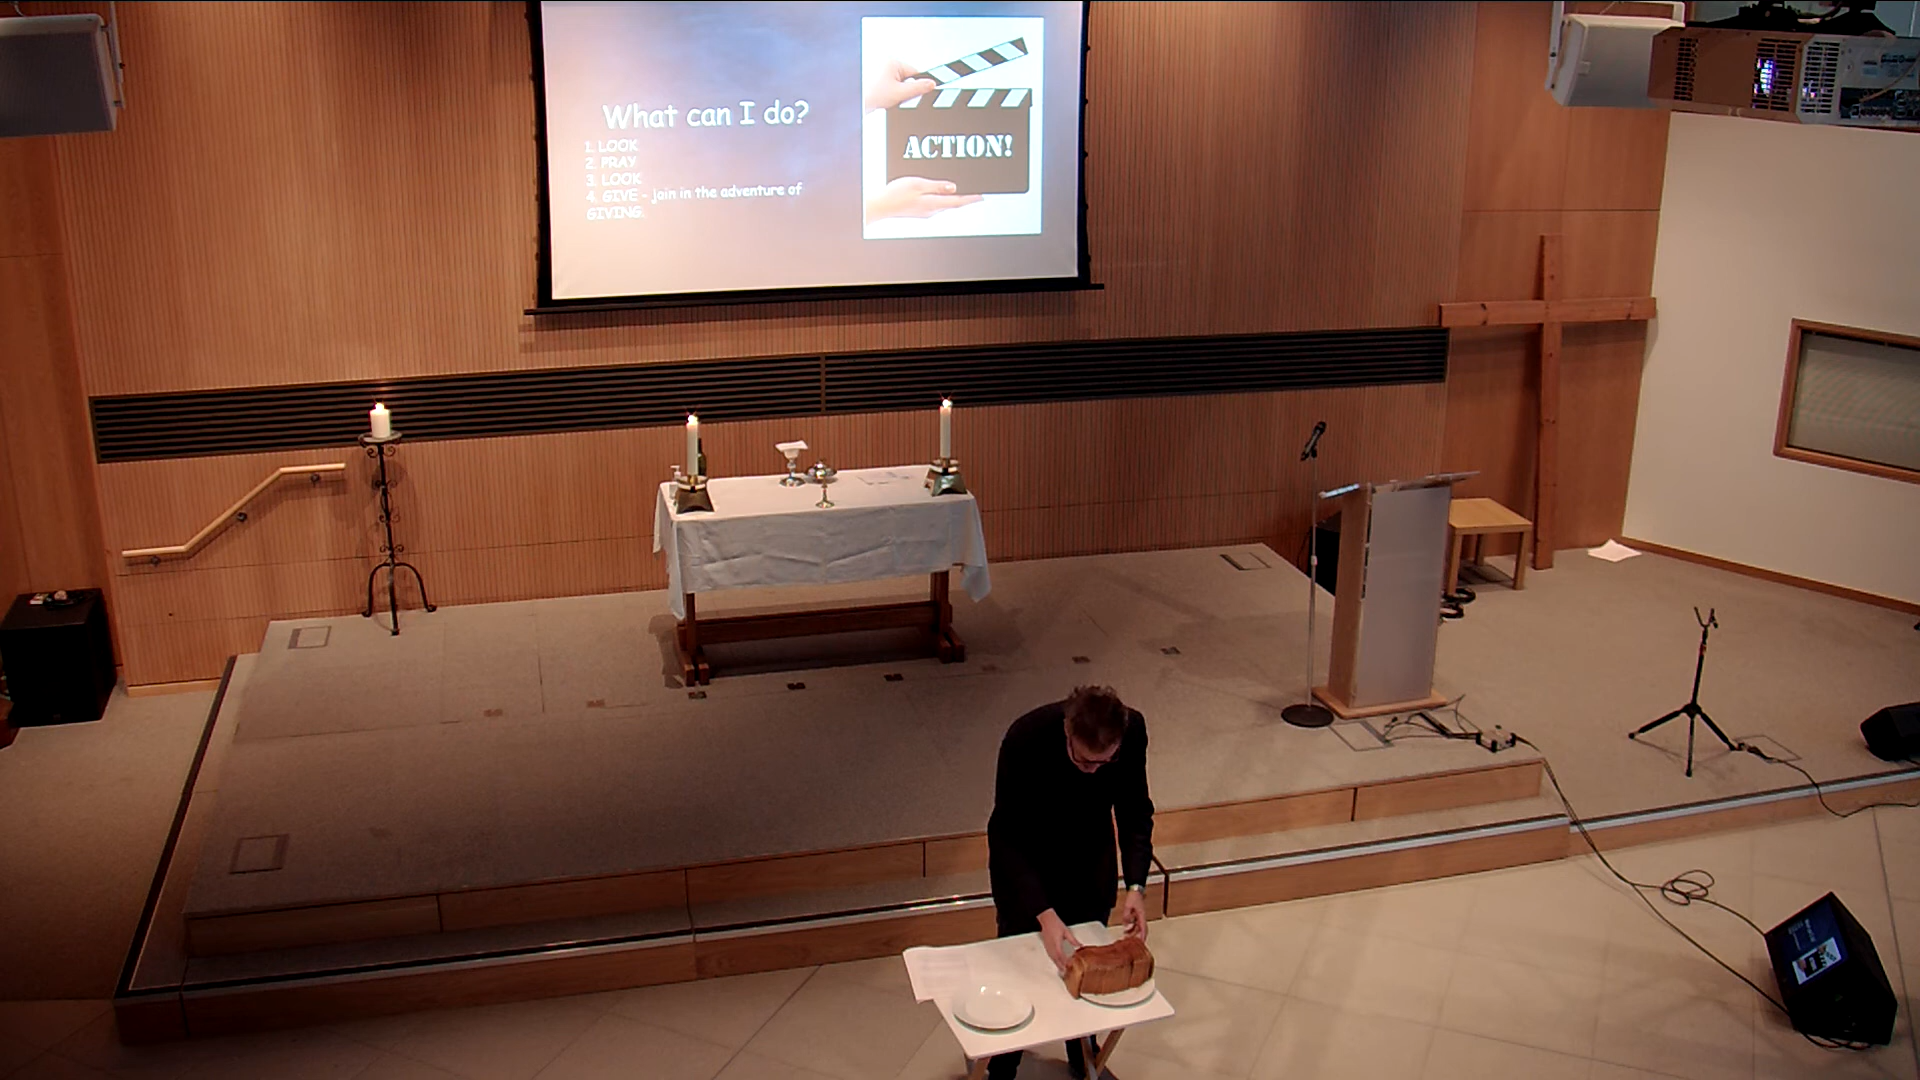 What can I do?
1. LOOK
2. PRAY
3. LOOK
4. GIVE - join in the adventure of
GIVING.
ACTION!